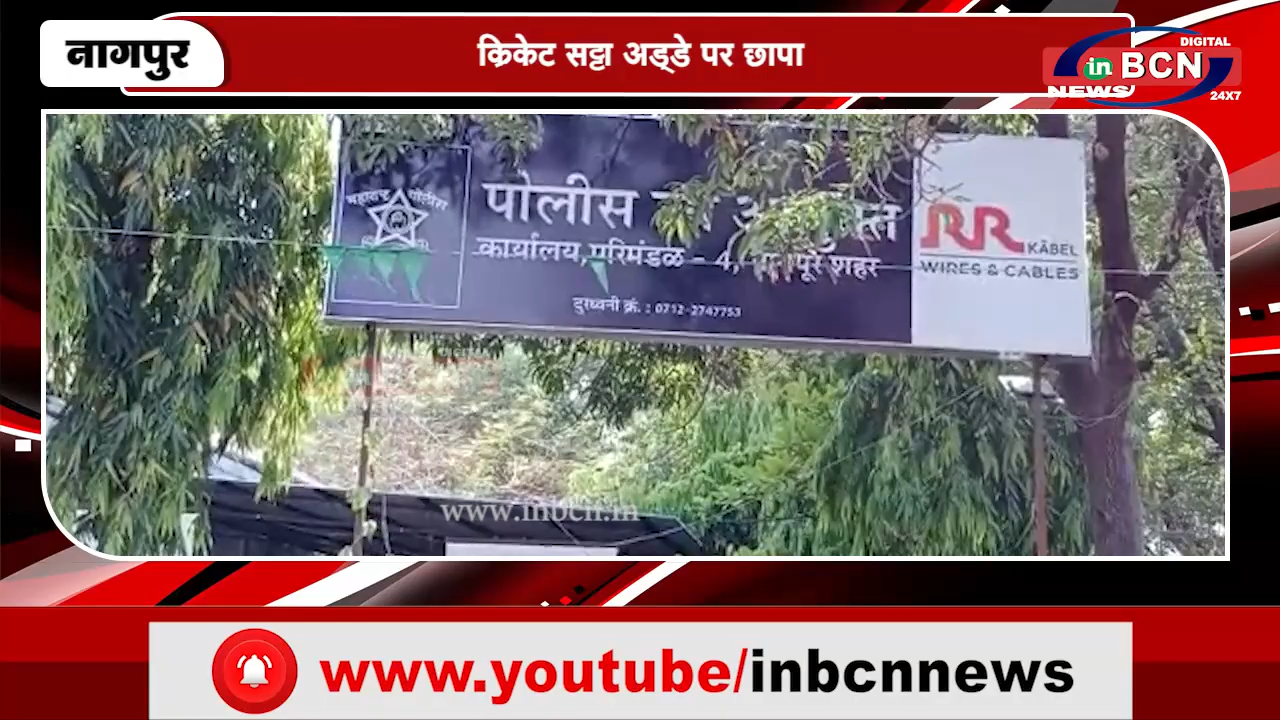 नागपुर
क्रिकेट सट्टा अड्डे पर छापा
DIGITAL
in BCN
NEWS
24X7
महाराष्ट्र पोलीस
पोलीस
कार्यालय, परिमंडळ - 4, शहर
दुरध्वनी क्रं. : 0712-2747753
RR KABEL
WIRES & CABLES
www.inbcn.in
www.youtube/inbcnnews